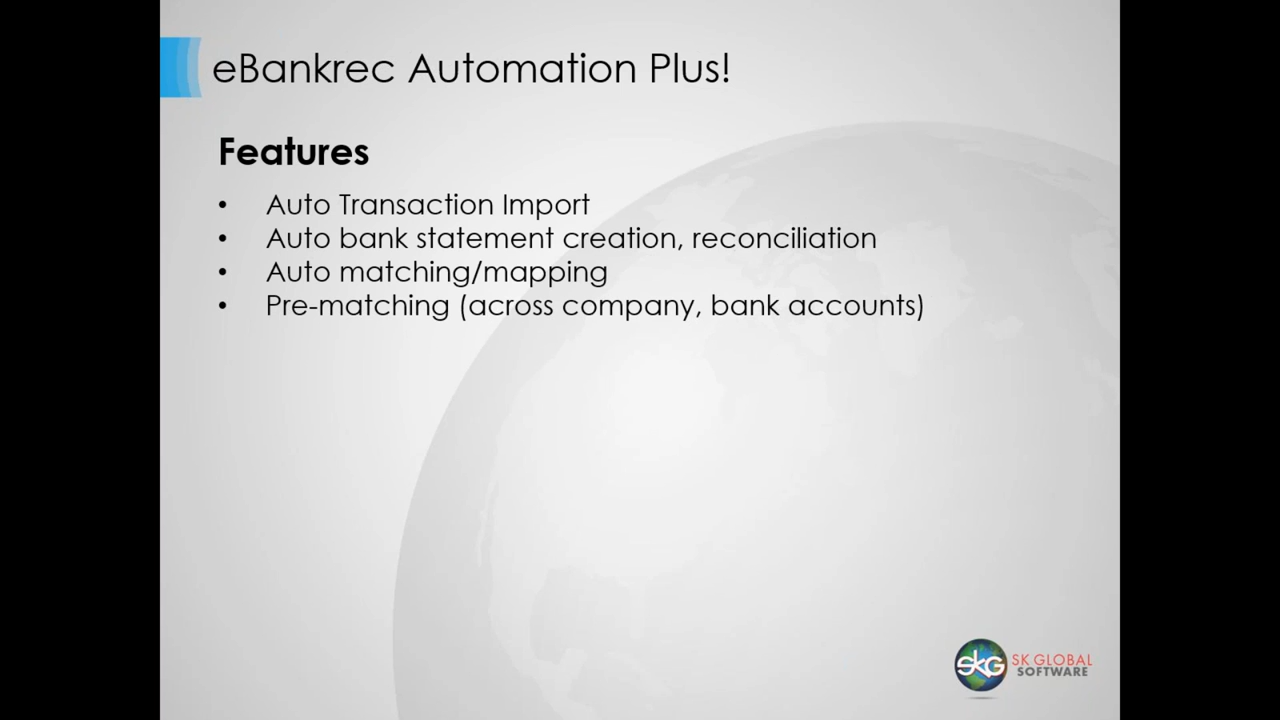 eBankrec Automation Plus!
Features
• Auto Transaction Import
• Auto bank statement creation, reconciliation
• Auto matching/mapping
• Pre-matching (across company, bank accounts)
skG SK GLOBAL
SOFTWARE